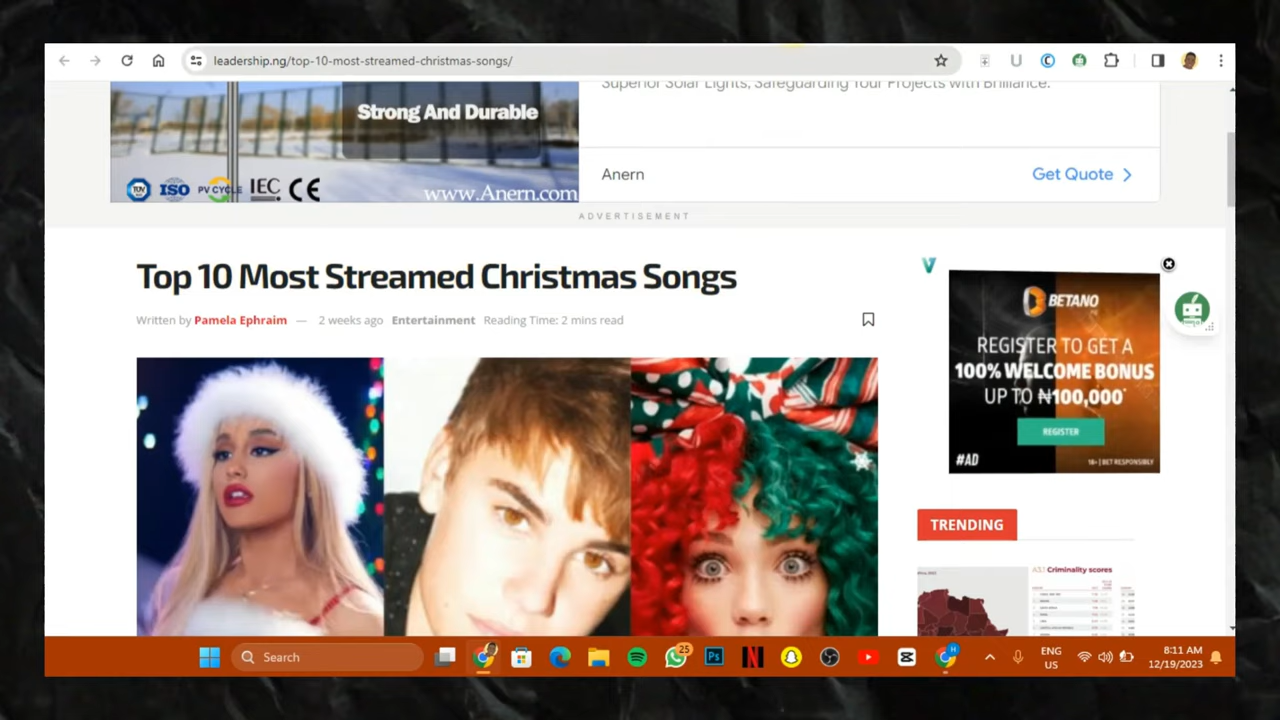 leadership.ng/top-10-most-streamed-christmas-songs/
Strong And Durable
Superior Solar Lights, Safeguarding Your Projects with Brilliance.
TUV ISO PV CYCLE IEC CE
www.Anern.com
Anern
Get Quote
ADVERTISEMENT
Top 10 Most Streamed Christmas Songs
Written by Pamela Ephraim — 2 weeks ago Entertainment Reading Time: 2 mins read
BETANO
REGISTER TO GET A
100% WELCOME BONUS
UP TO ₦100,000*
REGISTER
#AD
18+ | BET RESPONSIBLY
TRENDING
A3.1 Criminality scores
Search
25
Ps
N
H
ENG
US
8:11 AM
12/19/2023